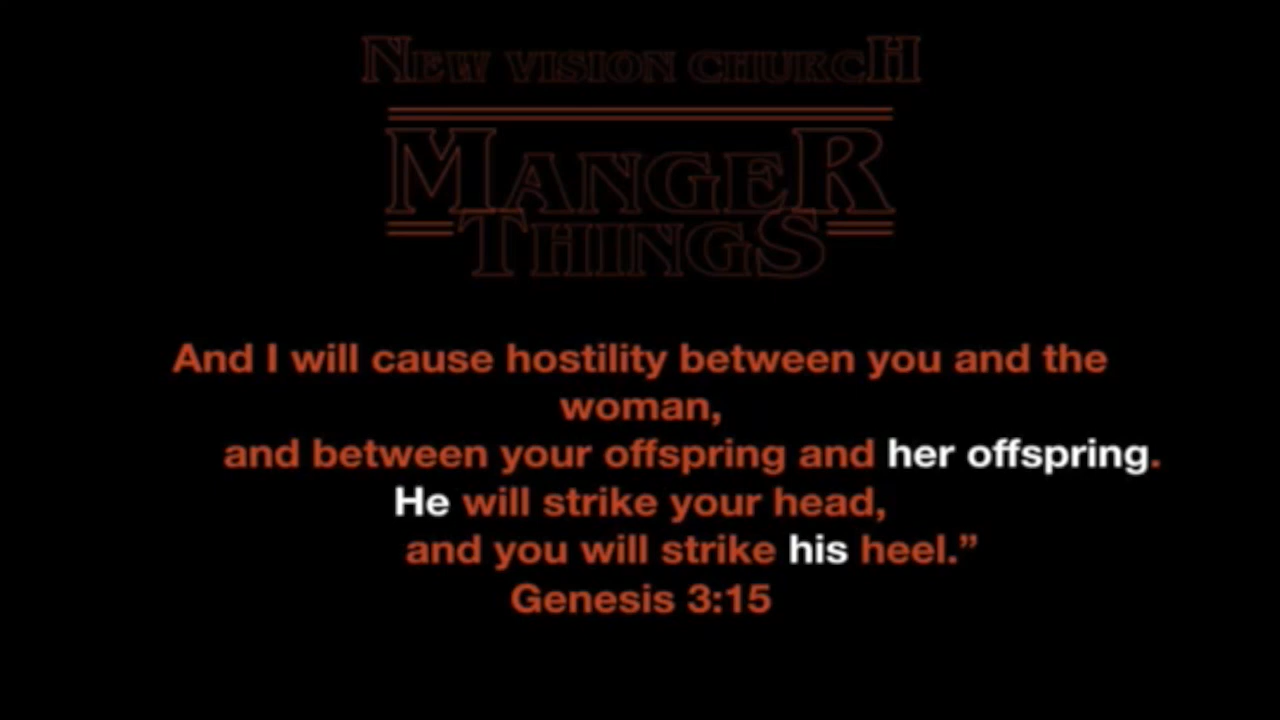 NEW VISION CHURCH
MANGER
THINGS
And I will cause hostility between you and the
woman,
and between your offspring and her offspring.
He will strike your head,
and you will strike his heel.”
Genesis 3:15